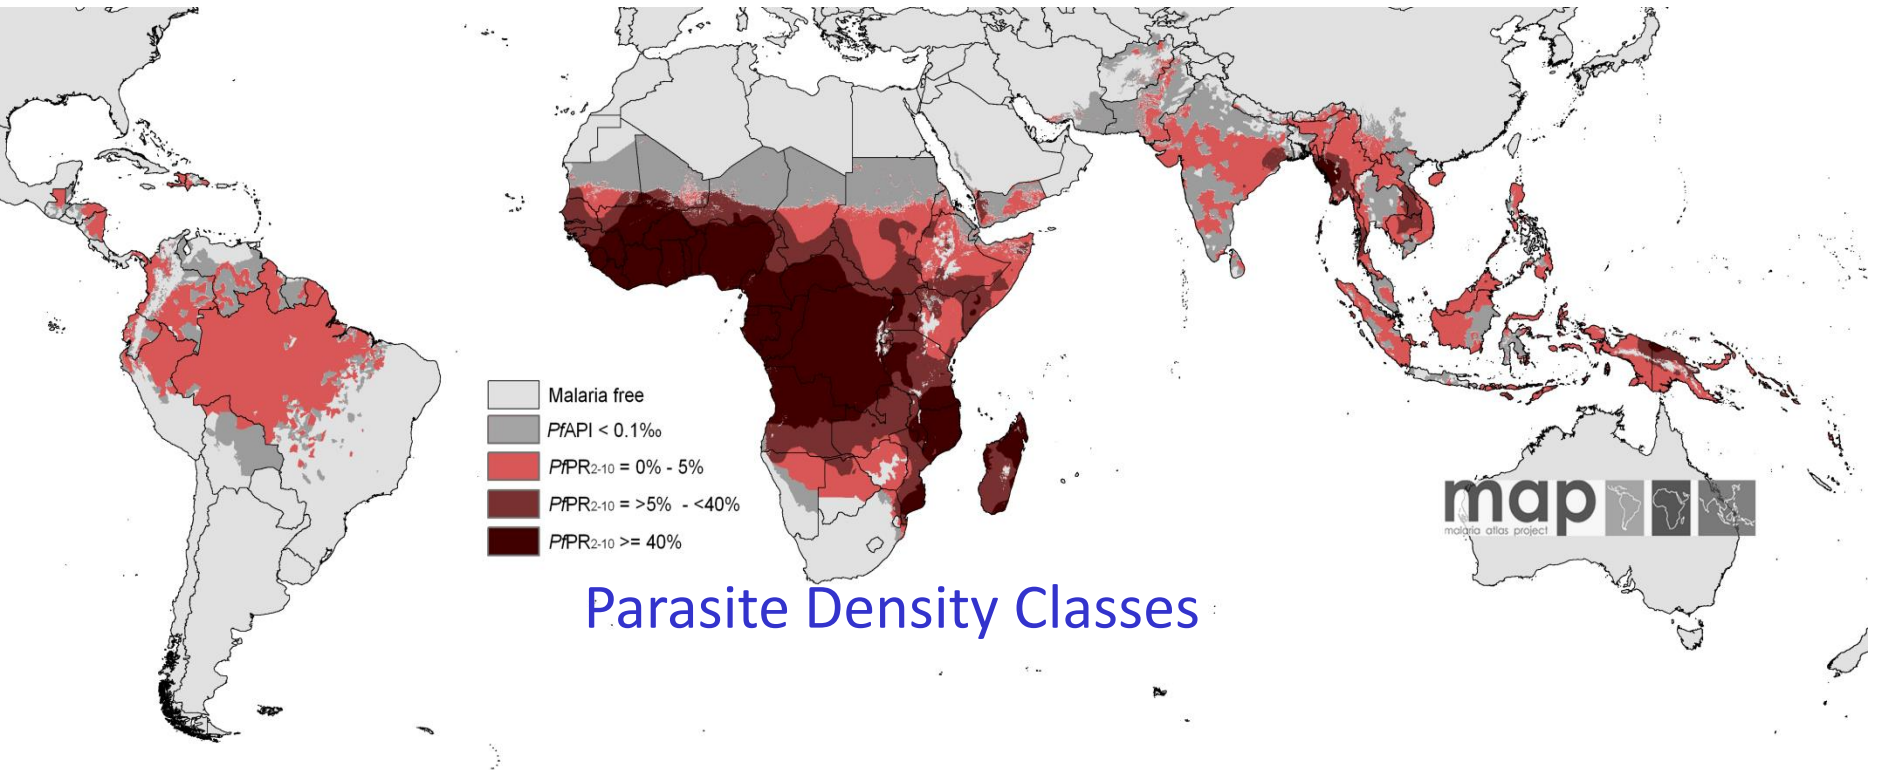 Malaria free
PfAPI < 0.1‰
PfPR2-10 = 0% - 5%
PfPR2-10 = >5% - <40%
PfPR2-10 >= 40%
map
malaria atlas project
Parasite Density Classes